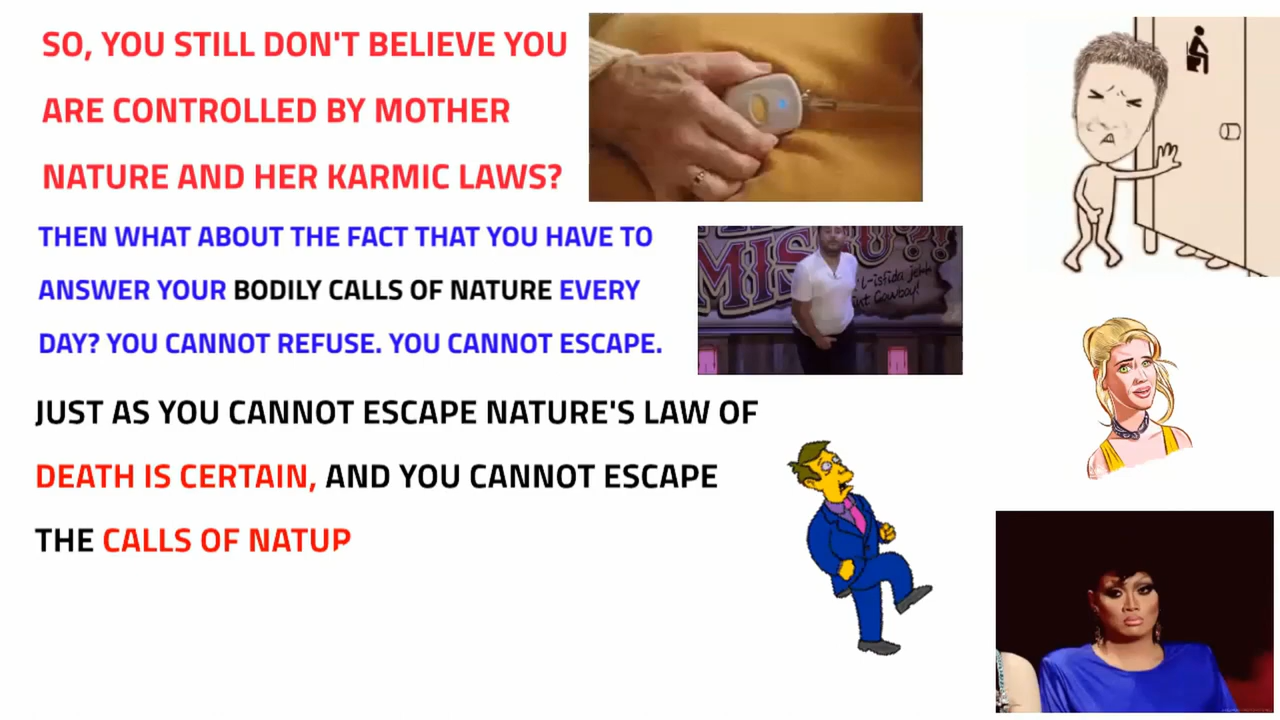 SO, YOU STILL DON'T BELIEVE YOU
ARE CONTROLLED BY MOTHER
NATURE AND HER KARMIC LAWS?
THEN WHAT ABOUT THE FACT THAT YOU HAVE TO
ANSWER YOUR BODILY CALLS OF NATURE EVERY
DAY? YOU CANNOT REFUSE. YOU CANNOT ESCAPE.
JUST AS YOU CANNOT ESCAPE NATURE'S LAW OF
DEATH IS CERTAIN, AND YOU CANNOT ESCAPE
THE CALLS OF NATUP